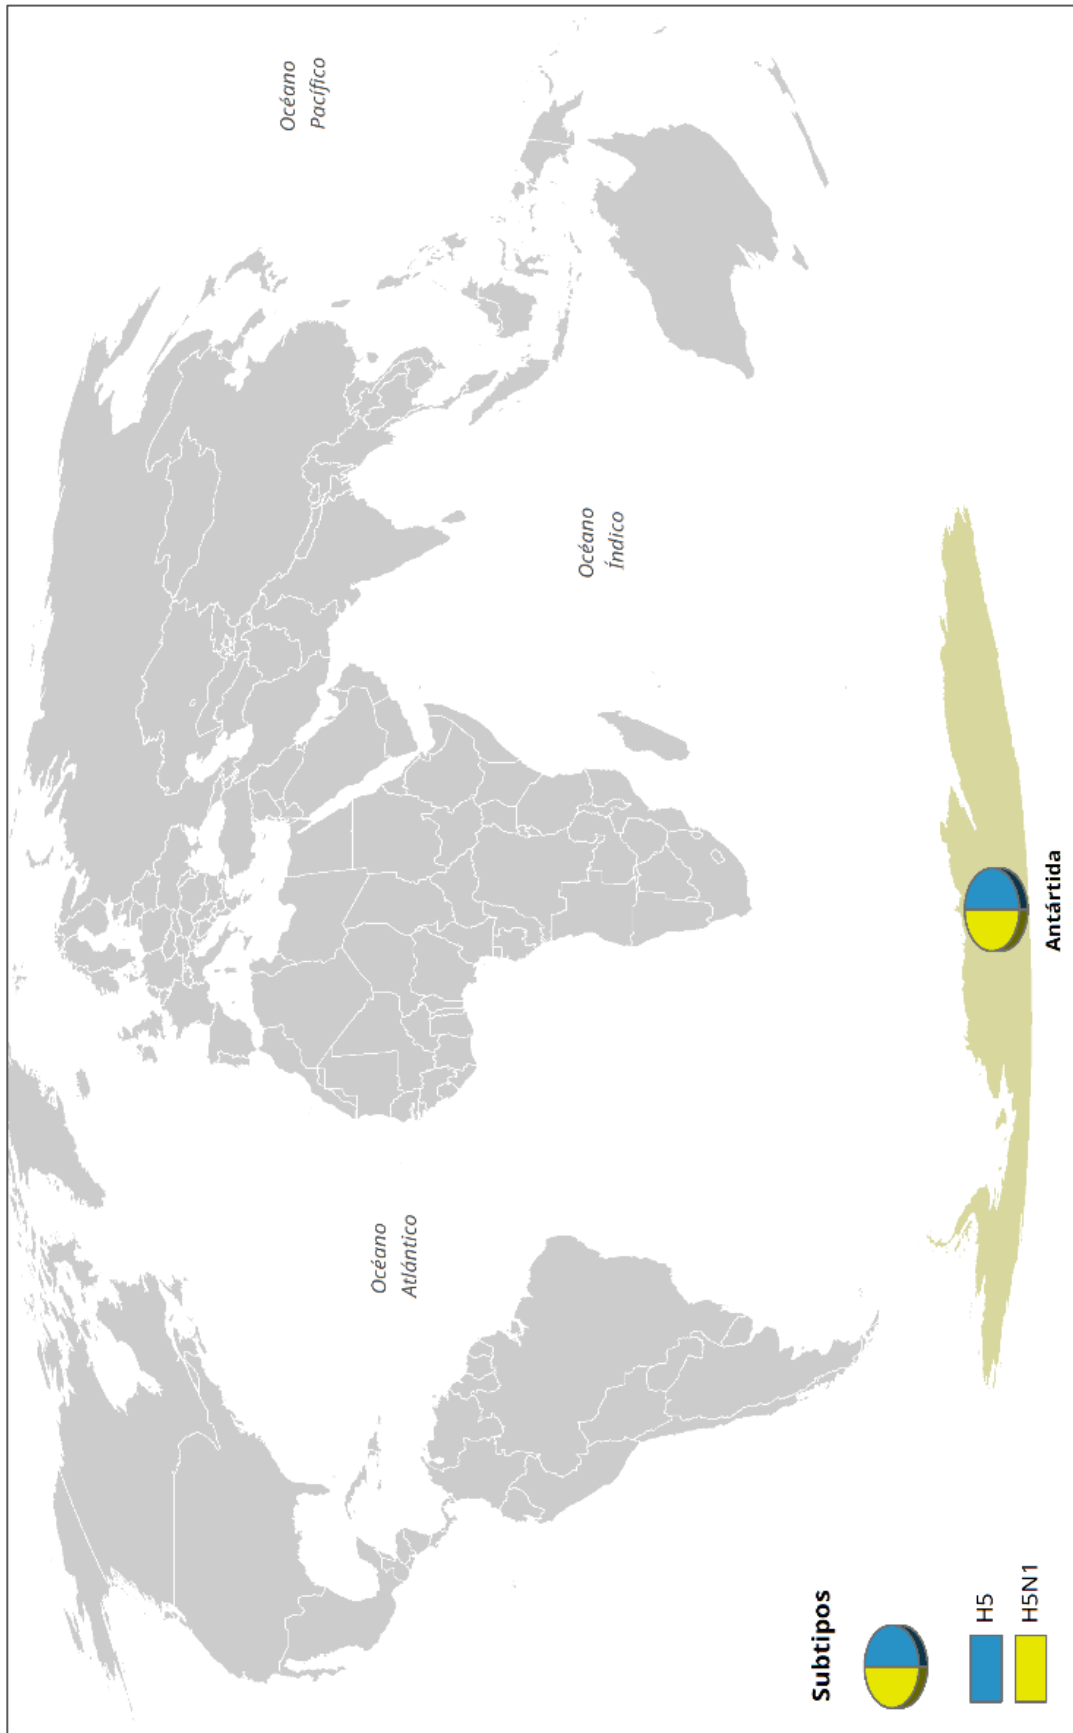 Océano
Pacífico
Océano
Atlántico
Océano
Índico
Antártida
Subtipos
H5
H5N1